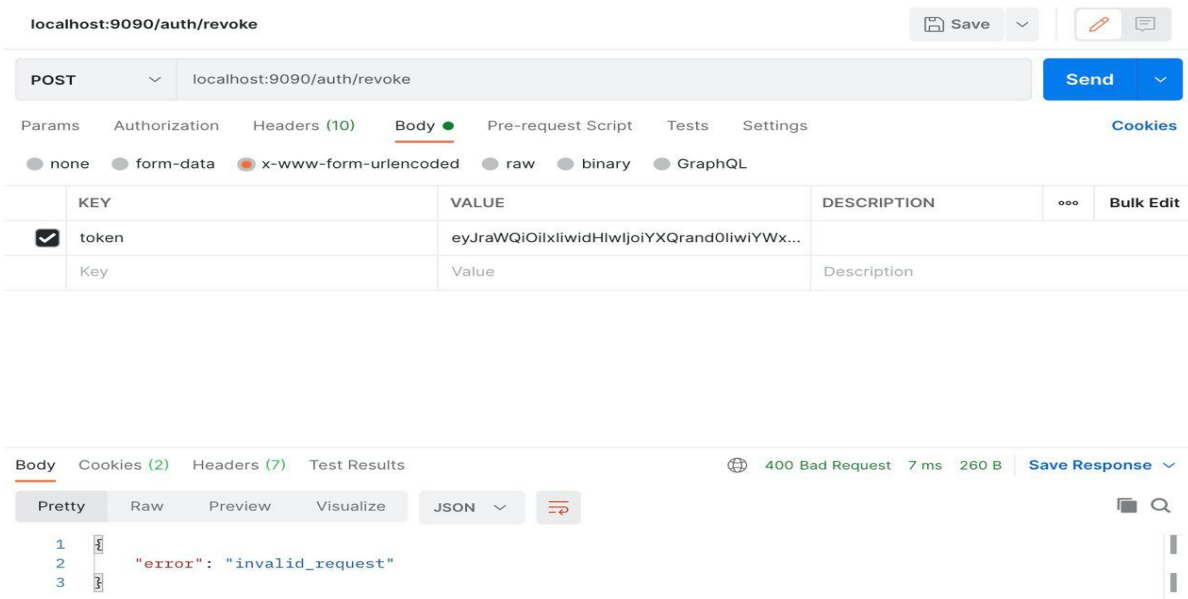 localhost:9090/auth/revoke
Save
POST
localhost:9090/auth/revoke
Send
Params Authorization Headers (10) Body Pre-request Script Tests Settings Cookies
none form-data x-www-form-urlencoded raw binary GraphQL
KEY VALUE DESCRIPTION ooo Bulk Edit
token eyJraWQiOiIxIiwidHlwIjoiYXQrand0IiwiYWx...
Key Value Description
Body Cookies (2) Headers (7) Test Results 400 Bad Request 7 ms 260 B Save Response
Pretty Raw Preview Visualize JSON
1 {
2 "error": "invalid_request"
3 }